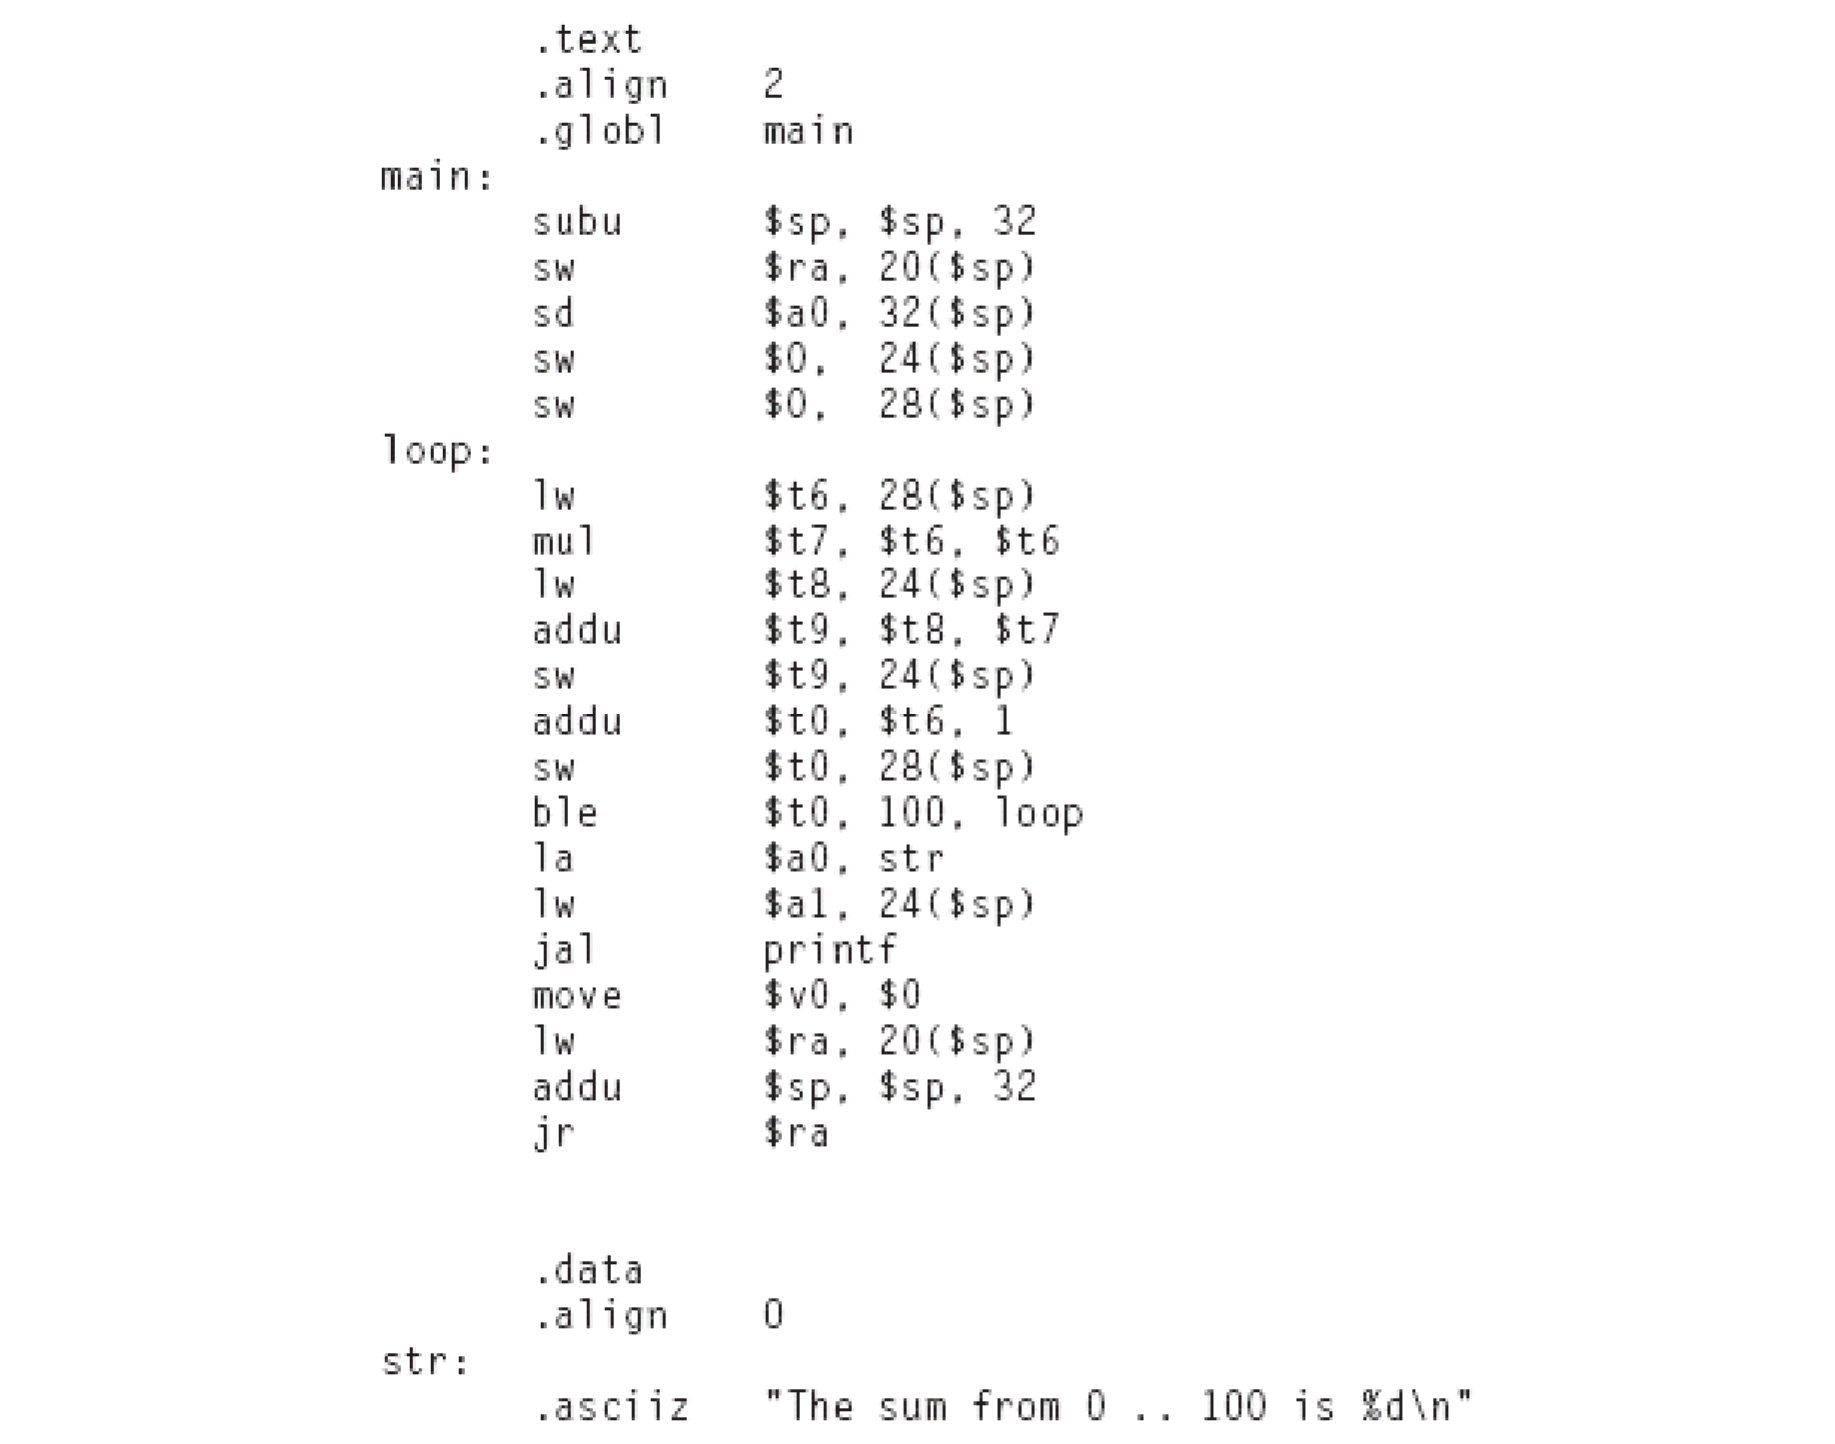 .text
.align 2
.globl main
main:
subu $sp, $sp, 32
sw $ra, 20($sp)
sd $a0, 32($sp)
sw $0, 24($sp)
sw $0, 28($sp)
loop:
lw $t6, 28($sp)
mul $t7, $t6, $t6
lw $t8, 24($sp)
addu $t9, $t8, $t7
sw $t9, 24($sp)
addu $t0, $t6, 1
sw $t0, 28($sp)
ble $t0, 100, loop
la $a0, str
lw $a1, 24($sp)
jal printf
move $v0, $0
lw $ra, 20($sp)
addu $sp, $sp, 32
jr $ra
.data
.align 0
str:
.asciiz "The sum from 0 .. 100 is %d\n"